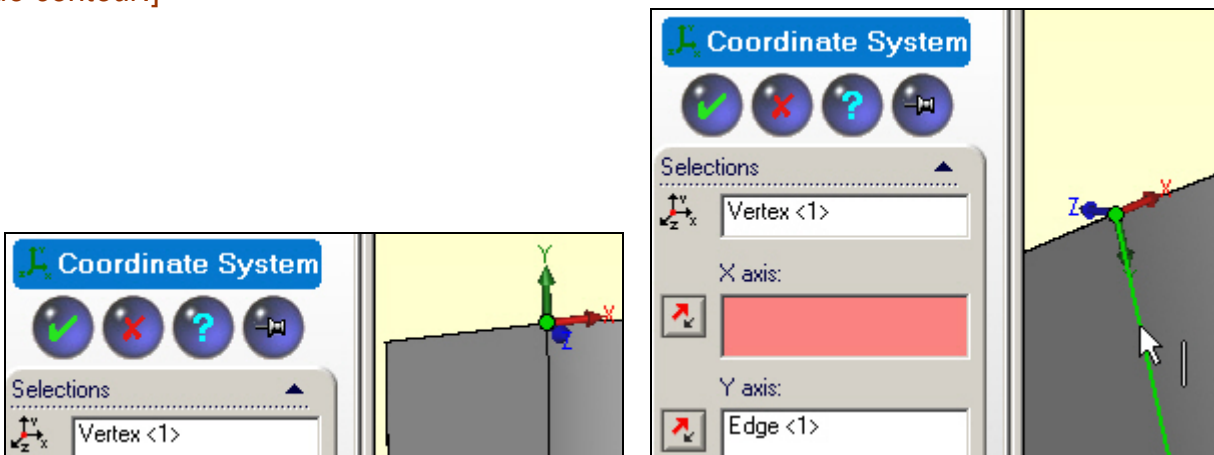 Coordinate System
Selections
Vertex <1>
Y
X
Z
Coordinate System
Selections
Vertex <1>
X axis:
Y axis:
Edge <1>
Z
X